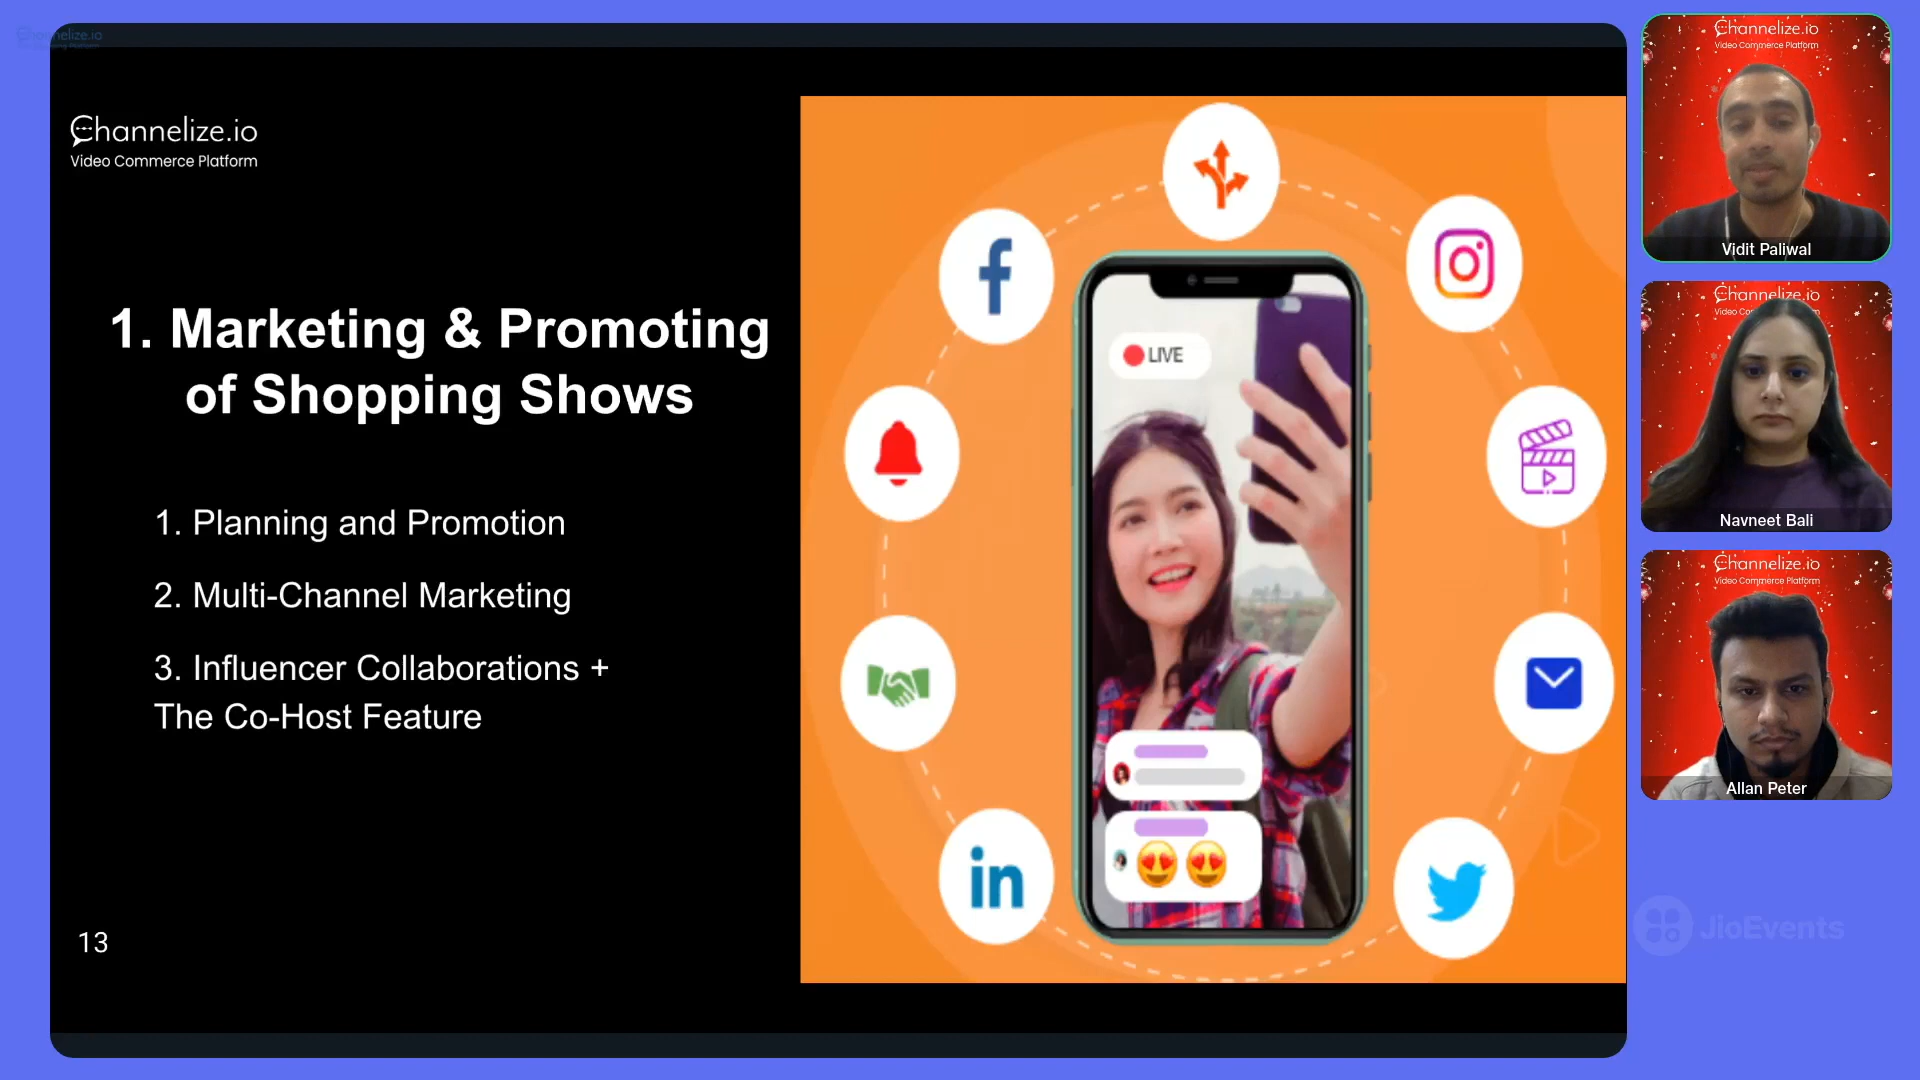 Channelize.io
Video Commerce Platform
1. Marketing & Promoting
of Shopping Shows
1. Planning and Promotion
2. Multi-Channel Marketing
3. Influencer Collaborations +
The Co-Host Feature
13
LIVE
f
in
Channelize.io
Video Commerce Platform
Vidit Paliwal
Channelize.io
Navneet Bali
Channelize.io
Video Commerce Platform
Allan Peter
JioEvents